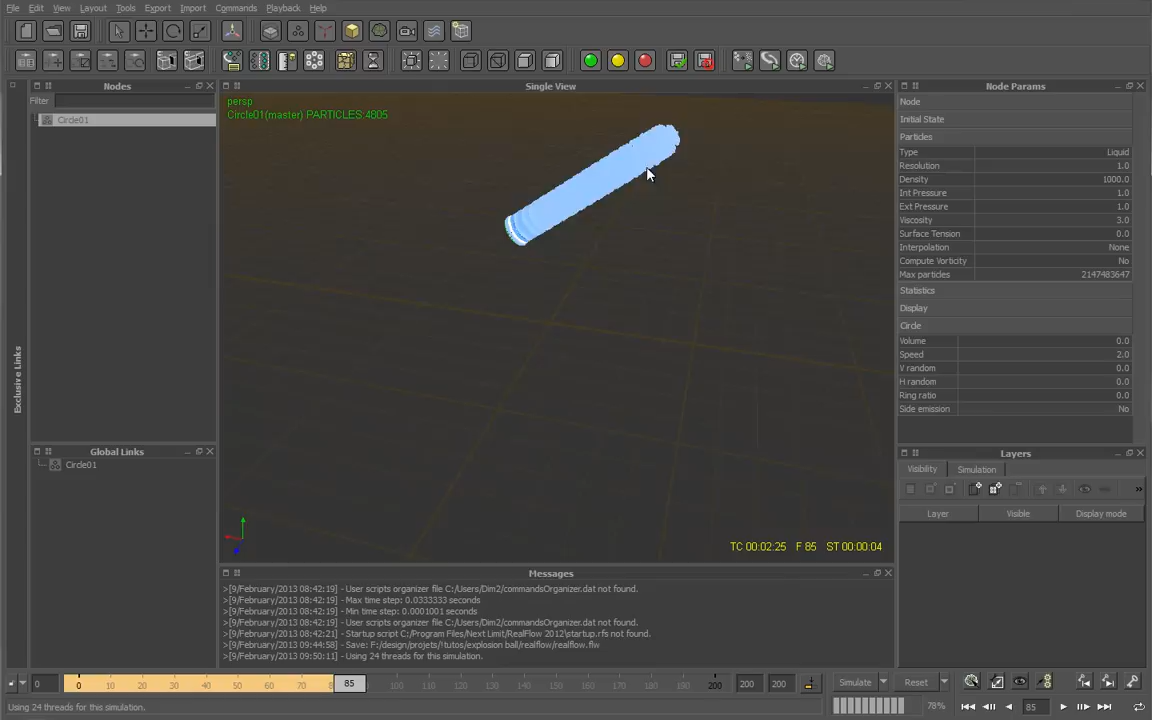 File Edit View Layout Tools Export Import Commands Playback Help
Nodes
Single View
Node Params
Filter
Circle01
persp
Circle01(master) PARTICLES:4805
TC 00:02:25 F 85 ST 00:00:04
Node
Initial State
Particles
Type Liquid
Resolution 1.0
Density 1000.0
Int Pressure 1.0
Ext Pressure 1.0
Viscosity 3.0
Surface Tension 0.0
Interpolation None
Compute Vorticity No
Max particles 2147483647
Statistics
Display
Circle
Volume 0.0
Speed 2.0
V random 0.0
H random 0.0
Ring ratio 0.0
Side emission No
Exclusive Links
Global Links
Circle01
Layers
Visibility Simulation
»
Layer Visible Display mode
Messages
>[9/February/2013 08:42:19] - User scripts organizer file C:/Users/Dim2/commandsOrganizer.dat not found.
>[9/February/2013 08:42:19] - Max time step: 0.0333333 seconds
>[9/February/2013 08:42:19] - Min time step: 0.0001001 seconds
>[9/February/2013 08:42:19] - User scripts organizer file C:/Users/Dim2/commandsOrganizer.dat not found.
>[9/February/2013 08:42:21] - Startup script C:/Program Files/Next Limit/RealFlow 2012\startup.rfs not found.
>[9/February/2013 09:44:58] - Save: F:/design/projets/!tutos/explosion ball/realflow/realflow.flw
>[9/February/2013 09:50:11] - Using 24 threads for this simulation.
0 0 10 20 30 40 50 60 70 8 85 100 110 120 130 140 150 160 170 180 190 200 200 200
Simulate Reset
Using 24 threads for this simulation.
78% 85